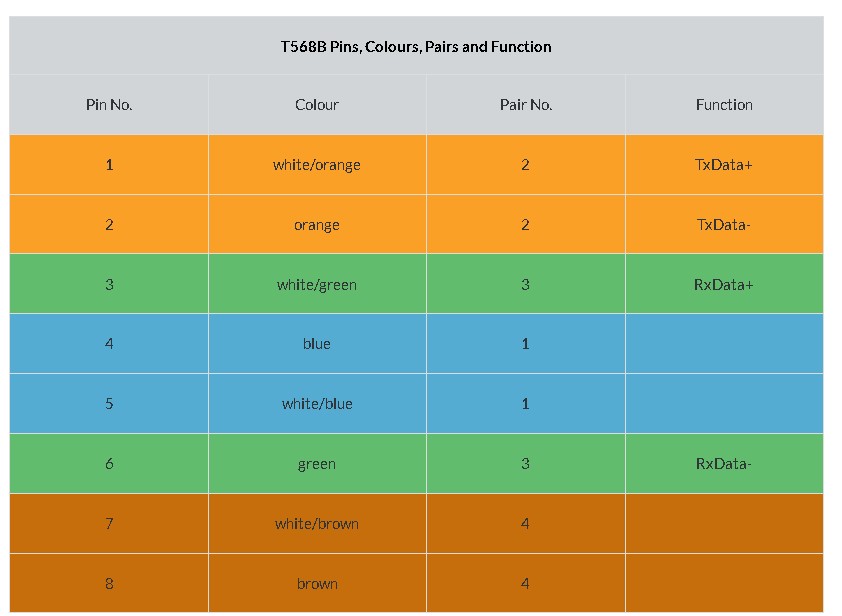 T568B Pins, Colours, Pairs and Function
Pin No. Colour Pair No. Function
1 white/orange 2 TxData+
2 orange 2 TxData-
3 white/green 3 RxData+
4 blue 1
5 white/blue 1
6 green 3 RxData-
7 white/brown 4
8 brown 4